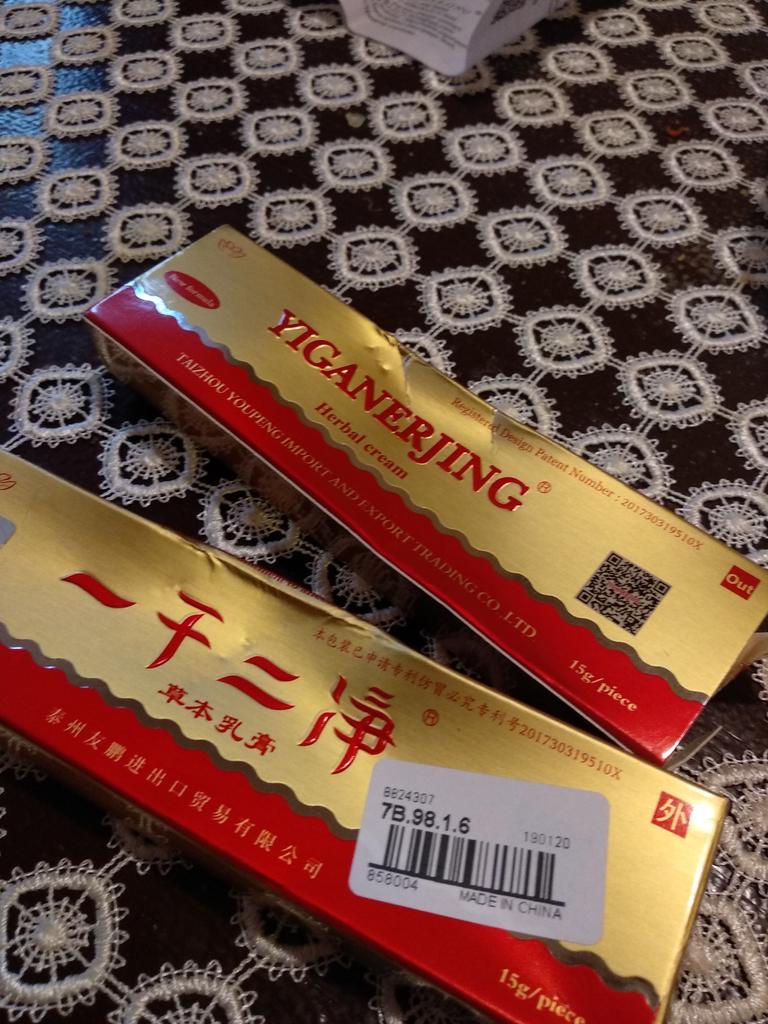 New formula
YIGANERJING®
Herbal cream
Registered Design Patent Number : 201730319510X
TAIZHOU YOUPENG IMPORT AND EXPORT TRADING CO .LTD
Out
15g/piece
一千二净®
草本乳膏
本包装已申请专利仿冒必究专利号201730319510X
泰州友鹏进出口贸易有限公司
外
8824307
7B.98.1.6
190120
858004
MADE IN CHINA
15g/piece